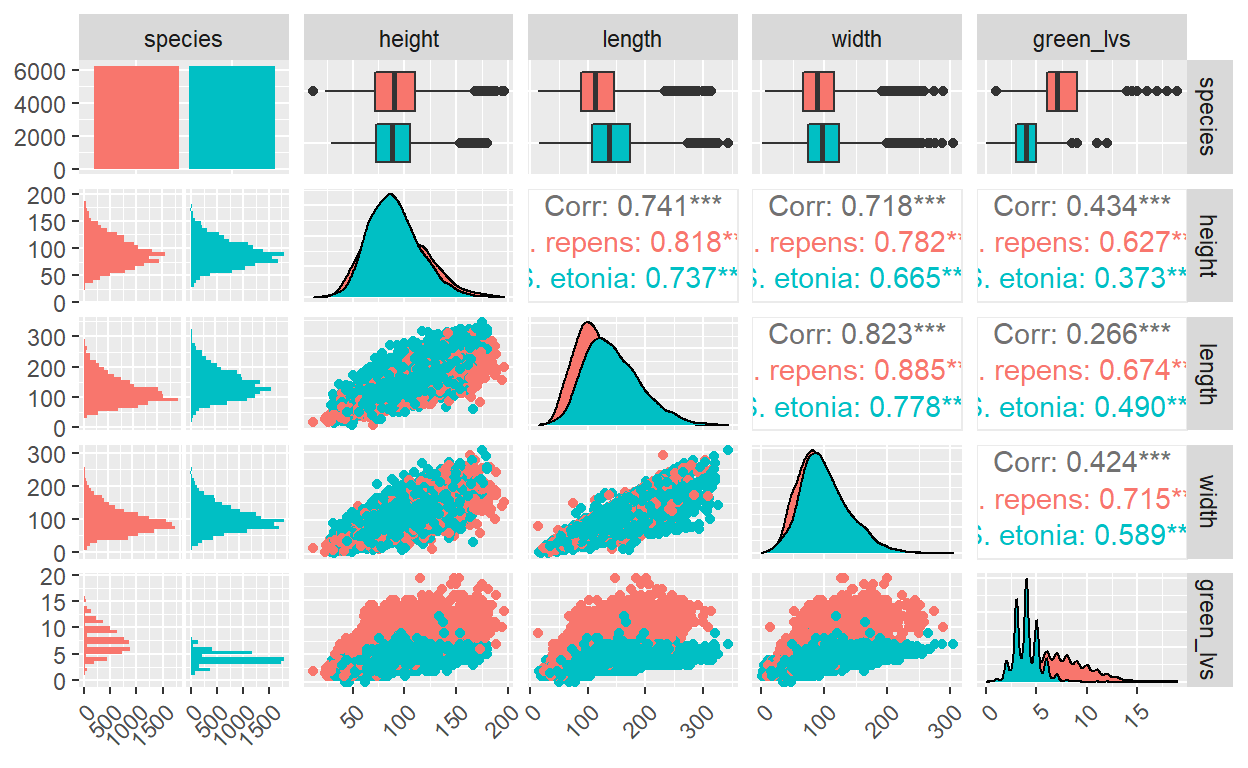 species height length width green_lvs
6000
4000
2000
0
species
200
150
100
50
0
Corr: 0.741***
. repens: 0.818*
S. etonia: 0.737**
Corr: 0.718***
. repens: 0.782*
S. etonia: 0.665**
Corr: 0.434***
. repens: 0.627*
S. etonia: 0.373**
height
300
200
100
0
Corr: 0.823***
. repens: 0.885*
S. etonia: 0.778**
Corr: 0.266***
. repens: 0.674*
S. etonia: 0.490**
length
300
200
100
0
Corr: 0.424***
. repens: 0.715*
S. etonia: 0.589**
width
20
15
10
5
0
green_lvs
0 500 1000 1500 0 500 1000 1500 50 100 150 200 0 100 200 300 0 100 200 300 0 5 10 15